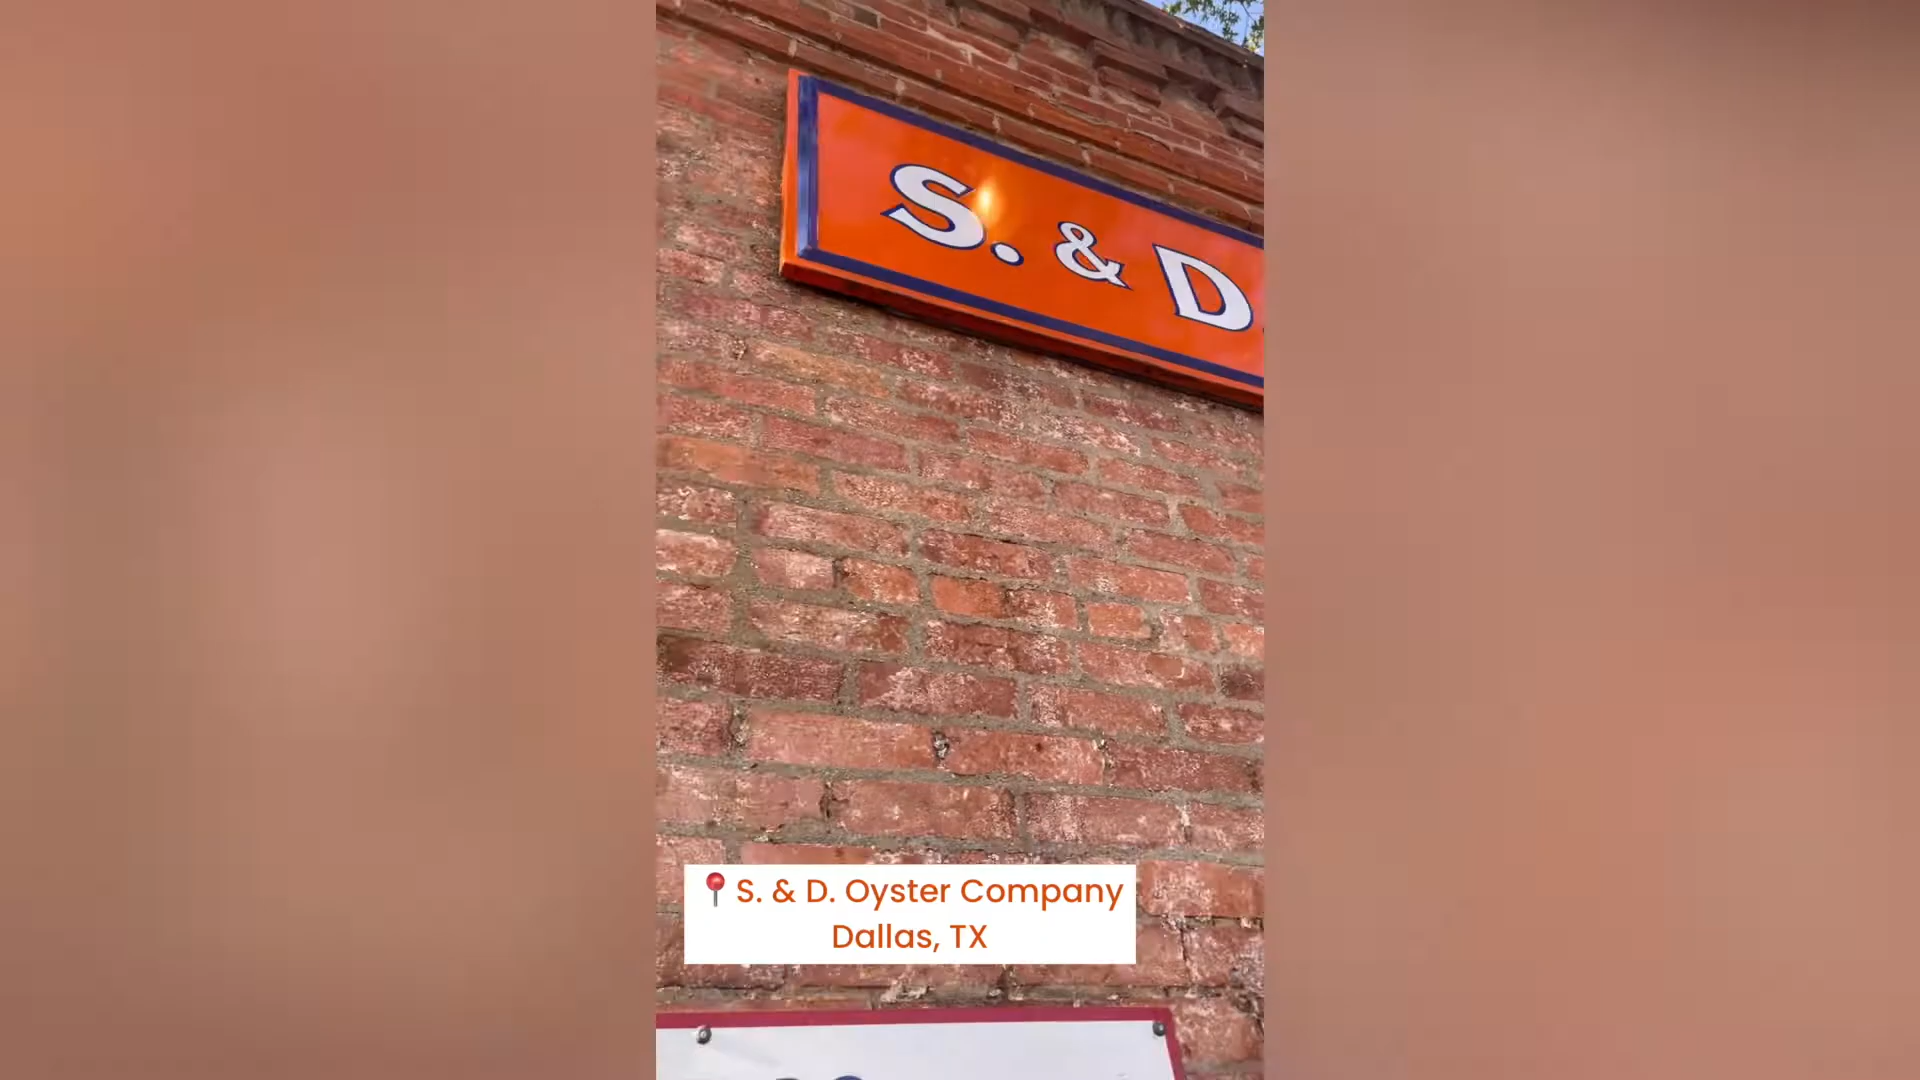 S. & D.
📍S. & D. Oyster Company
Dallas, TX